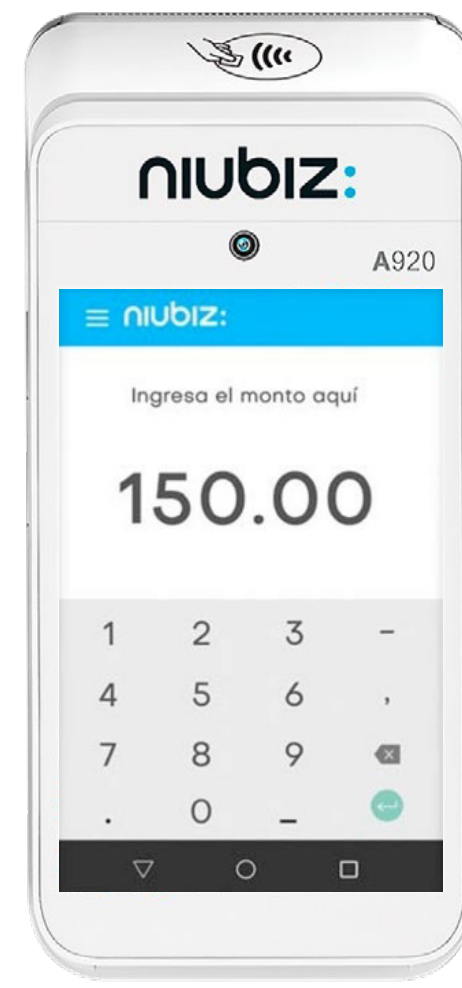 niubiz:
A920
niubiz:
Ingresa el monto aquí
150.00
1 2 3 -
4 5 6 ,
7 8 9
. 0 _